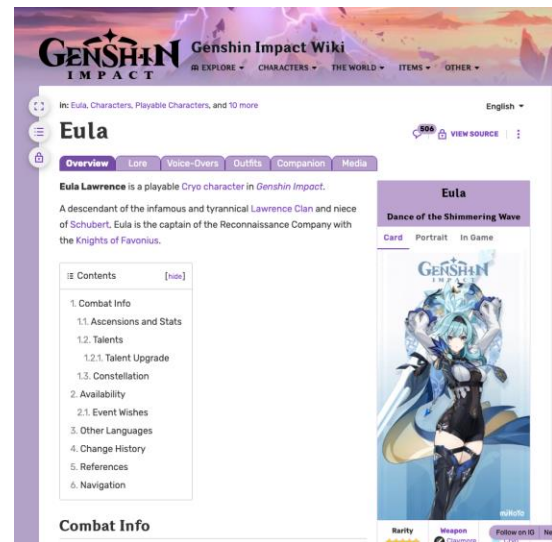 GENSHIN
IMPACT
Genshin Impact Wiki
EXPLORE CHARACTERS THE WORLD ITEMS OTHER
in: Eula, Characters, Playable Characters, and 10 more
English
Eula
506 VIEW SOURCE
Overview Lore Voice-Overs Outfits Companion Media
Eula Lawrence is a playable Cryo character in Genshin Impact.
A descendant of the infamous and tyrannical Lawrence Clan and niece
of Schubert, Eula is the captain of the Reconnaissance Company with
the Knights of Favonius.
Contents [hide]
1. Combat Info
1.1. Ascensions and Stats
1.2. Talents
1.2.1. Talent Upgrade
1.3. Constellation
2. Availability
2.1. Event Wishes
3. Other Languages
4. Change History
5. References
6. Navigation
Combat Info
Eula
Dance of the Shimmering Wave
Card Portrait In Game
GENSHIN
IMPACT
miHoYo
Rarity Weapon
Claymore
Follow on IG